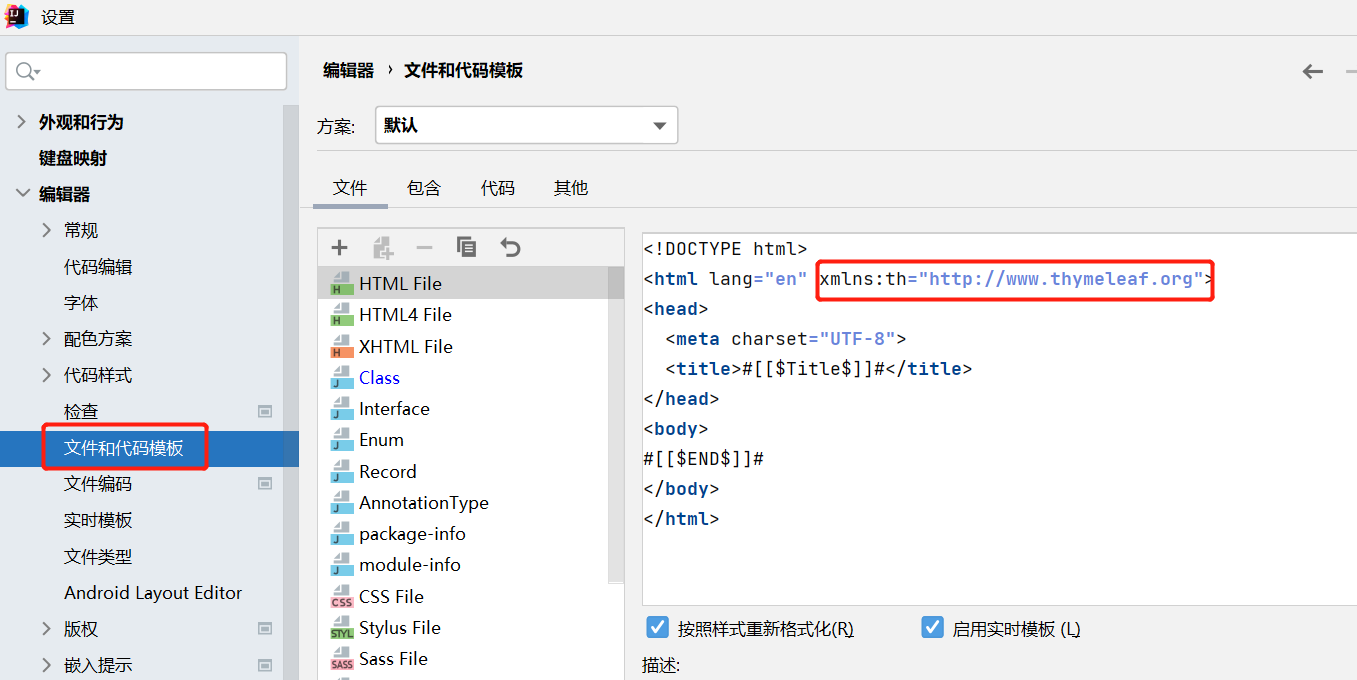 设置
外观和行为
键盘映射
编辑器
常规
代码编辑
字体
配色方案
代码样式
检查
文件和代码模板
文件编码
实时模板
文件类型
Android Layout Editor
版权
嵌入提示
编辑器 › 文件和代码模板
方案: 默认
文件 包含 代码 其他
HTML File
HTML4 File
XHTML File
Class
Interface
Enum
Record
AnnotationType
package-info
module-info
CSS File
Stylus File
Sass File
<!DOCTYPE html>
<html lang="en" xmlns:th="http://www.thymeleaf.org">
<head>
  <meta charset="UTF-8">
  <title>#[[$Title$]]#</title>
</head>
<body>
#[[$END$]]#
</body>
</html>
按照样式重新格式化(R) 启用实时模板 (L)
描述: